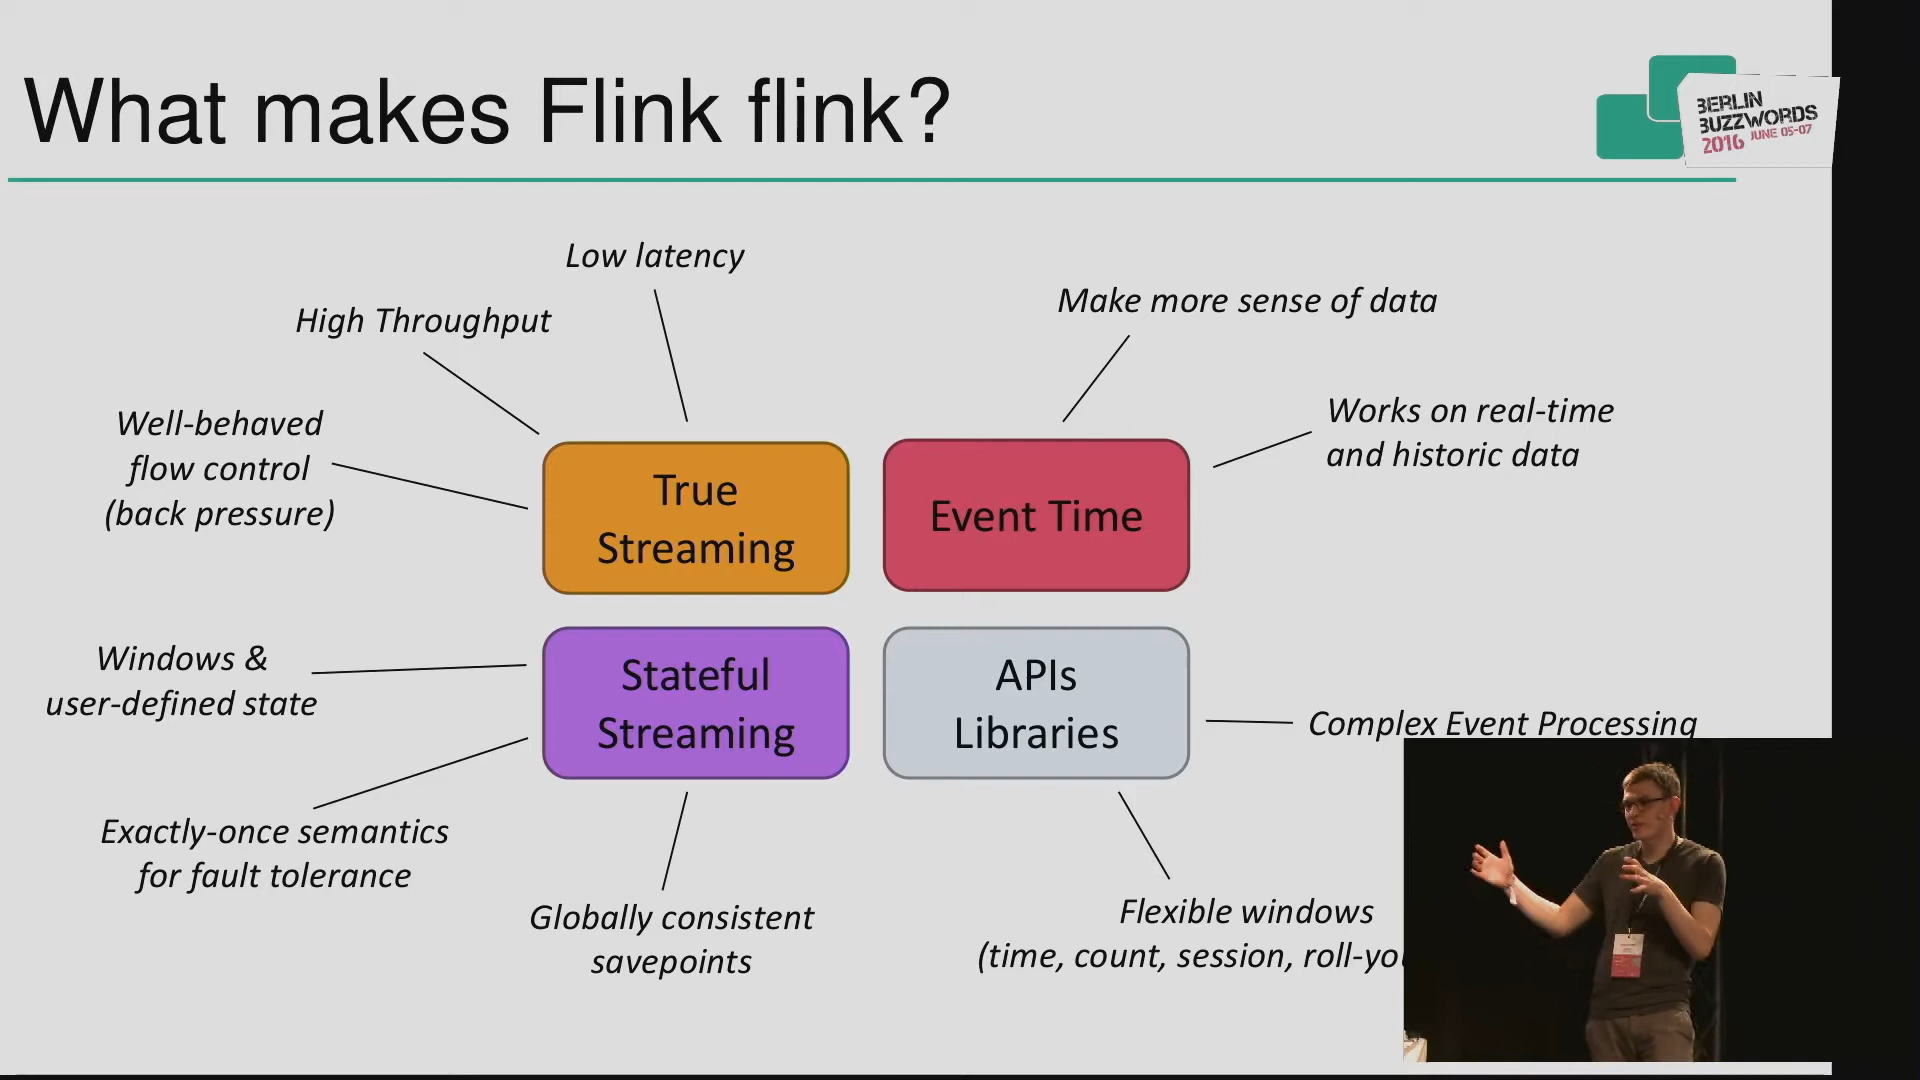 What makes Flink flink?
BERLIN
BUZZWORDS
2016 JUNE 05-07
Low latency
High Throughput
Make more sense of data
Well-behaved
flow control
(back pressure)
Works on real-time
and historic data
True
Streaming
Event Time
Windows &
user-defined state
Stateful
Streaming
APIs
Libraries
Complex Event Processing
Exactly-once semantics
for fault tolerance
Globally consistent
savepoints
Flexible windows
(time, count, session,